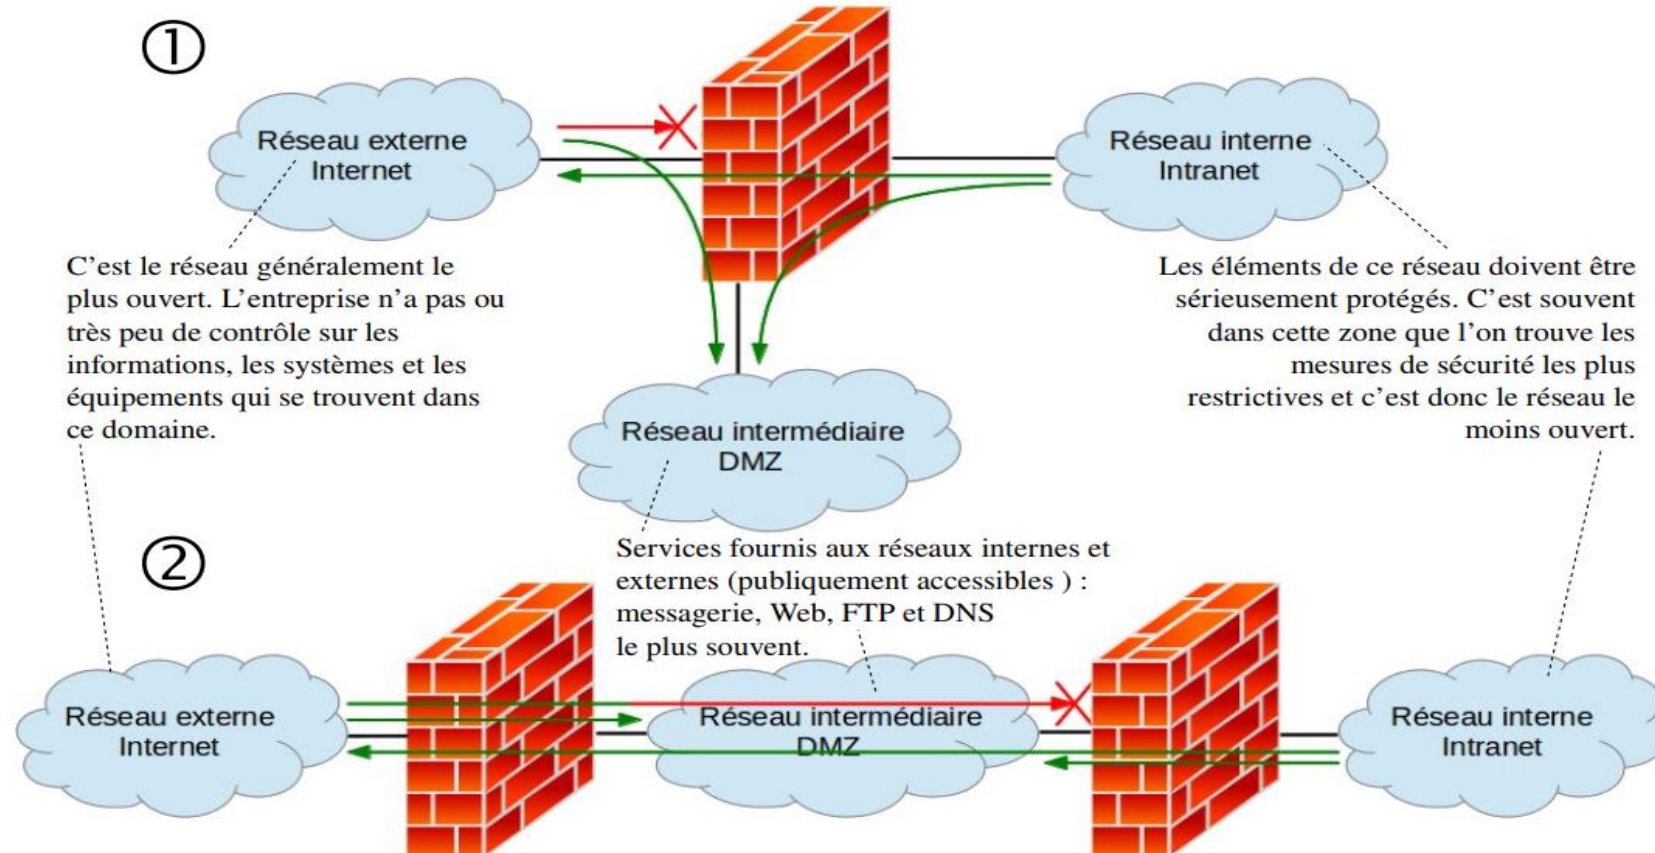 ①
Réseau externe
Internet
Réseau interne
Intranet
C'est le réseau généralement le
plus ouvert. L'entreprise n'a pas ou
très peu de contrôle sur les
informations, les systèmes et les
équipements qui se trouvent dans
ce domaine.
Les éléments de ce réseau doivent être
sérieusement protégés. C'est souvent
dans cette zone que l'on trouve les
mesures de sécurité les plus
restrictives et c'est donc le réseau le
moins ouvert.
Réseau intermédiaire
DMZ
②
Services fournis aux réseaux internes et
externes (publiquement accessibles ) :
messagerie, Web, FTP et DNS
le plus souvent.
Réseau externe
Internet
Réseau intermédiaire
DMZ
Réseau interne
Intranet